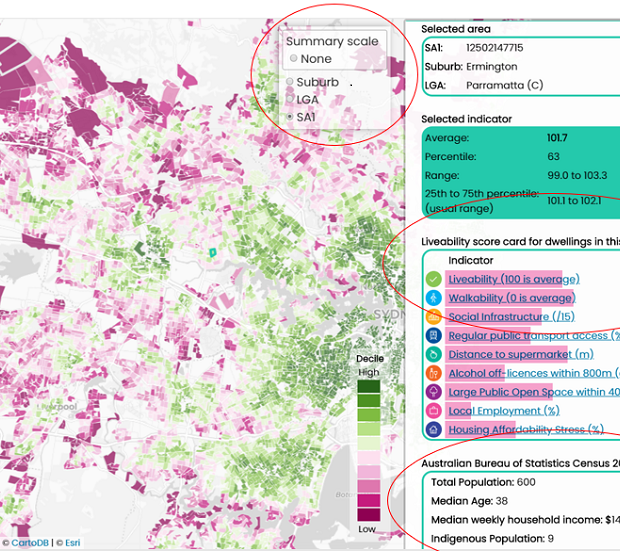 Summary scale
None
Suburb
LGA
SA1
Selected area
SA1: 12502147715
Suburb: Ermington
LGA: Parramatta (C)
Selected indicator
Average: 101.7
Percentile: 63
Range: 99.0 to 103.3
25th to 75th percentile: 101.1 to 102.1
(usual range)
Liveability score card for dwellings in this
Indicator
Liveability (100 is average)
Walkability (0 is average)
Social Infrastructure (/15)
Regular public transport access (%
Distance to supermarket (m)
Alcohol off-licences within 800m (
Large Public Open Space within 40
Local Employment (%)
Housing Affordability Stress (%)
SYDN
Decile
High
Low
Liverpool
Australian Bureau of Statistics Census 20
Total Population: 600
Median Age: 38
Median weekly household income: $14
Indigenous Population: 9
© CartoDB | © Esri